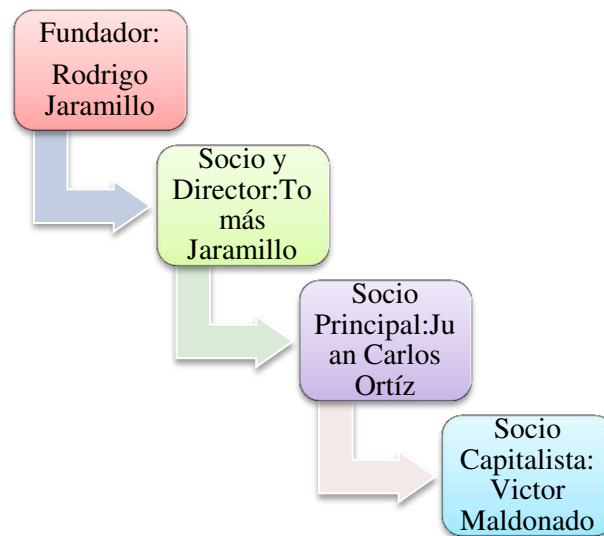 Fundador:
Rodrigo
Jaramillo
Socio y
Director:To
más
Jaramillo
Socio
Principal:Ju
an Carlos
Ortíz
Socio
Capitalista:
Victor
Maldonado